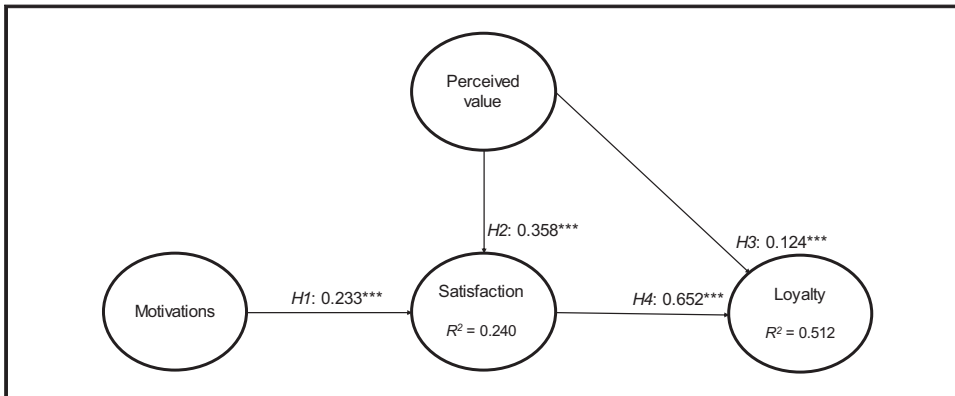 Perceived
value
H2: 0.358***
H3: 0.124***
Motivations
H1: 0.233***
Satisfaction
R² = 0.240
H4: 0.652***
Loyalty
R² = 0.512